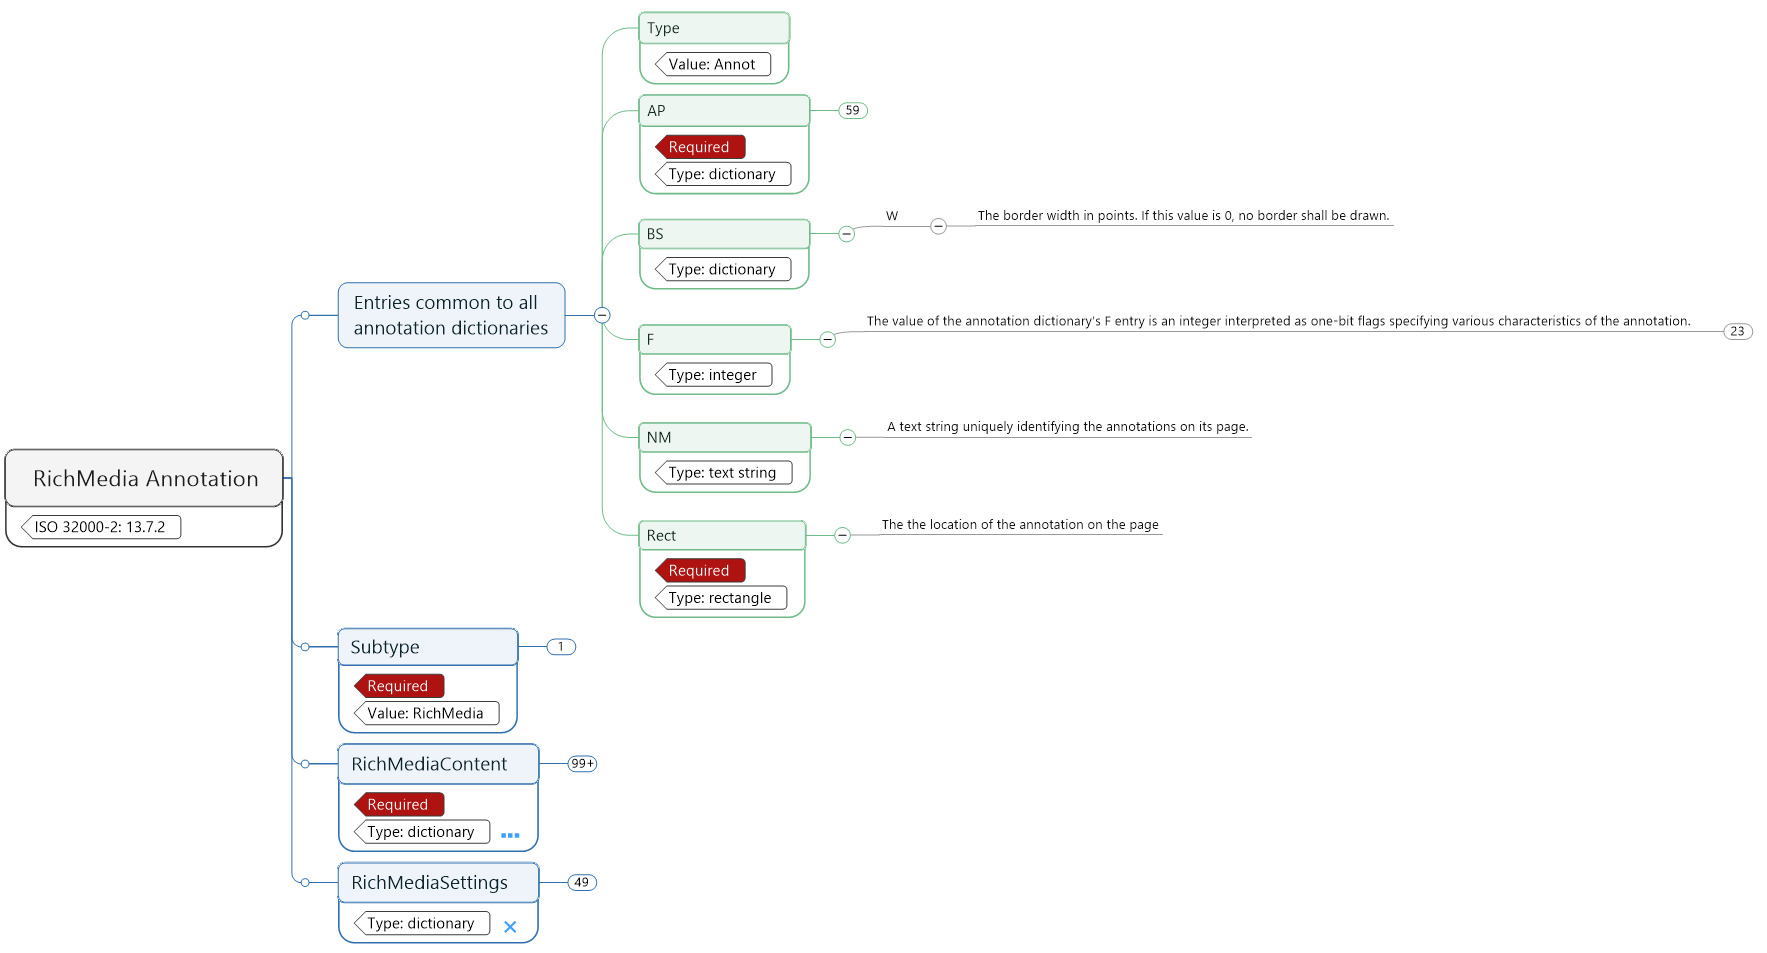 Type
Value: Annot
AP
59
Required
Type: dictionary
BS
W
The border width in points. If this value is 0, no border shall be drawn.
Type: dictionary
Entries common to all
annotation dictionaries
F
The value of the annotation dictionary's F entry is an integer interpreted as one-bit flags specifying various characteristics of the annotation.
23
Type: integer
NM
A text string uniquely identifying the annotations on its page.
Type: text string
RichMedia Annotation
ISO 32000-2: 13.7.2
Rect
The the location of the annotation on the page
Required
Type: rectangle
Subtype
1
Required
Value: RichMedia
RichMediaContent
99+
Required
Type: dictionary
RichMediaSettings
49
Type: dictionary